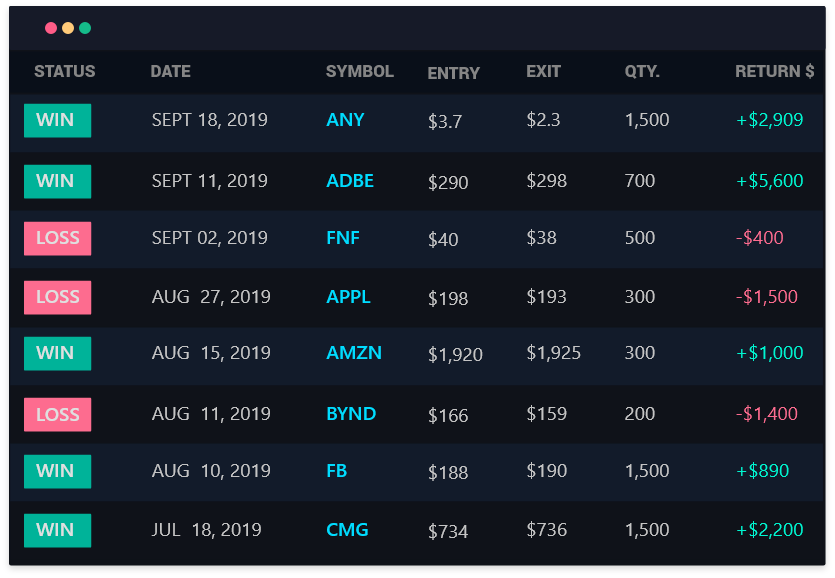 STATUS DATE SYMBOL ENTRY EXIT QTY. RETURN $
WIN SEPT 18, 2019 ANY $3.7 $2.3 1,500 +$2,909
WIN SEPT 11, 2019 ADBE $290 $298 700 +$5,600
LOSS SEPT 02, 2019 FNF $40 $38 500 -$400
LOSS AUG 27, 2019 APPL $198 $193 300 -$1,500
WIN AUG 15, 2019 AMZN $1,920 $1,925 300 +$1,000
LOSS AUG 11, 2019 BYND $166 $159 200 -$1,400
WIN AUG 10, 2019 FB $188 $190 1,500 +$890
WIN JUL 18, 2019 CMG $734 $736 1,500 +$2,200